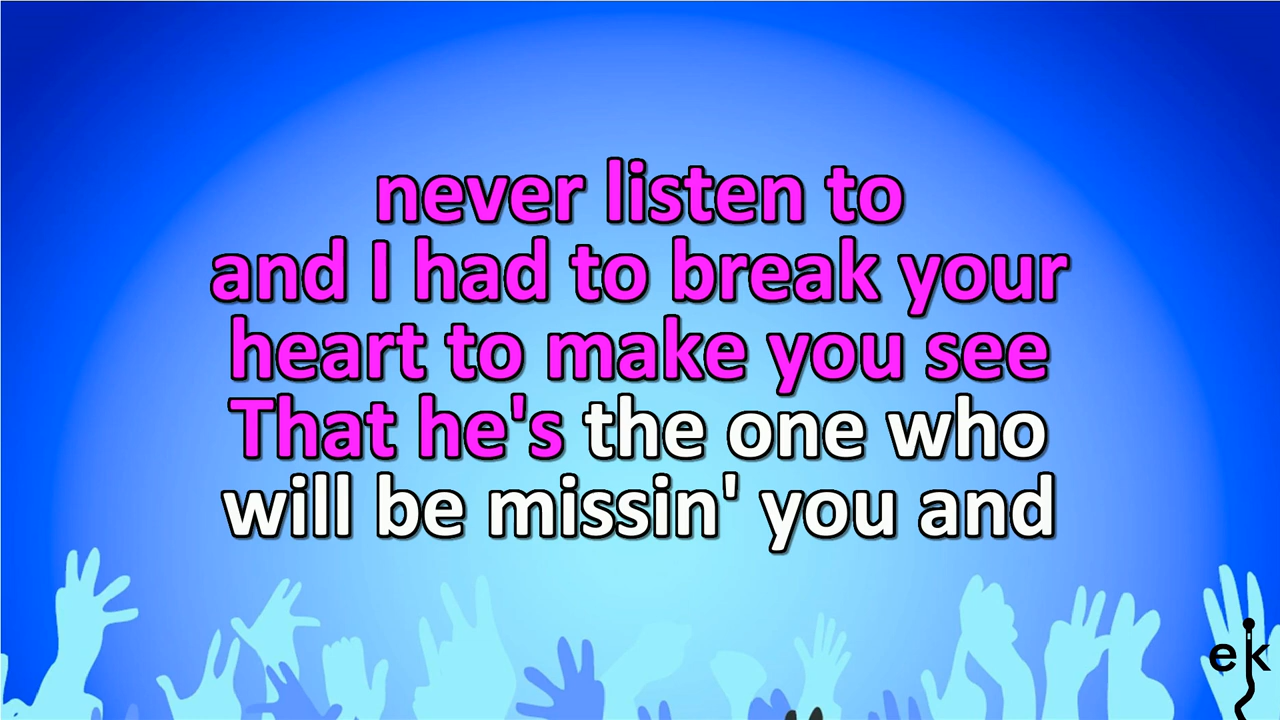 never listen to
and I had to break your
heart to make you see
That he's the one who
will be missin' you and
ek